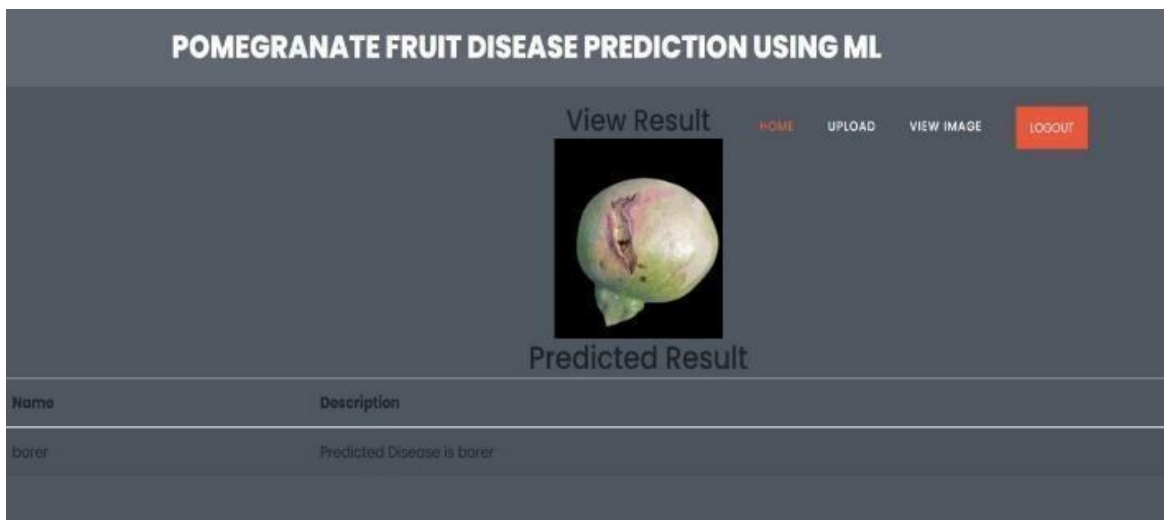 POMEGRANATE FRUIT DISEASE PREDICTION USING ML
View Result
HOME UPLOAD VIEW IMAGE LOGOUT
Predicted Result
Name Description
borer Predicted Disease is borer